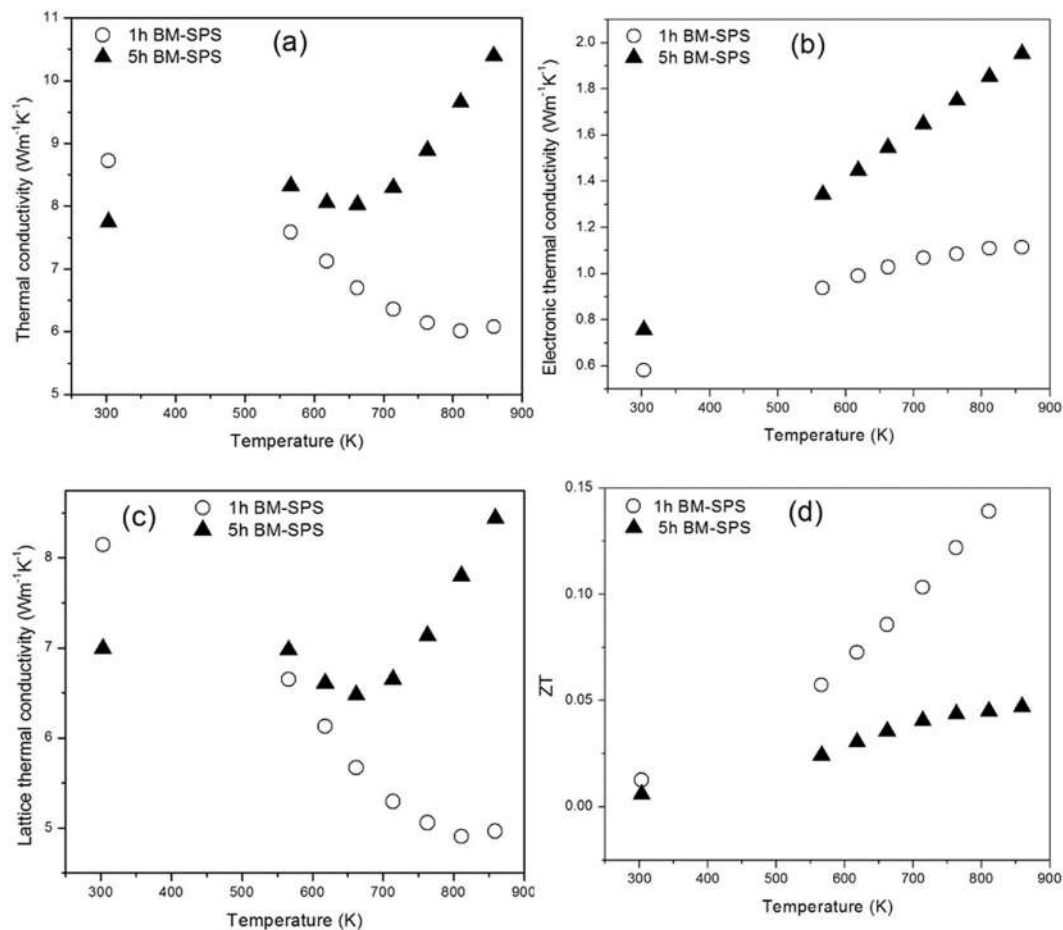 (a)
1h BM-SPS
5h BM-SPS
Thermal conductivity (Wm⁻¹K⁻¹)
11
10
9
8
7
6
5
300 400 500 600 700 800 900
Temperature (K)
(b)
1h BM-SPS
5h BM-SPS
Electronic thermal conductivity (Wm⁻¹K⁻¹)
2.0
1.8
1.6
1.4
1.2
1.0
0.8
0.6
300 400 500 600 700 800 900
Temperature (K)
(c)
1h BM-SPS
5h BM-SPS
Lattice thermal conductivity (Wm⁻¹K⁻¹)
8
7
6
5
300 400 500 600 700 800 900
Temperature (K)
(d)
1h BM-SPS
5h BM-SPS
ZT
0.15
0.10
0.05
0.00
300 400 500 600 700 800 900
Temperature (K)